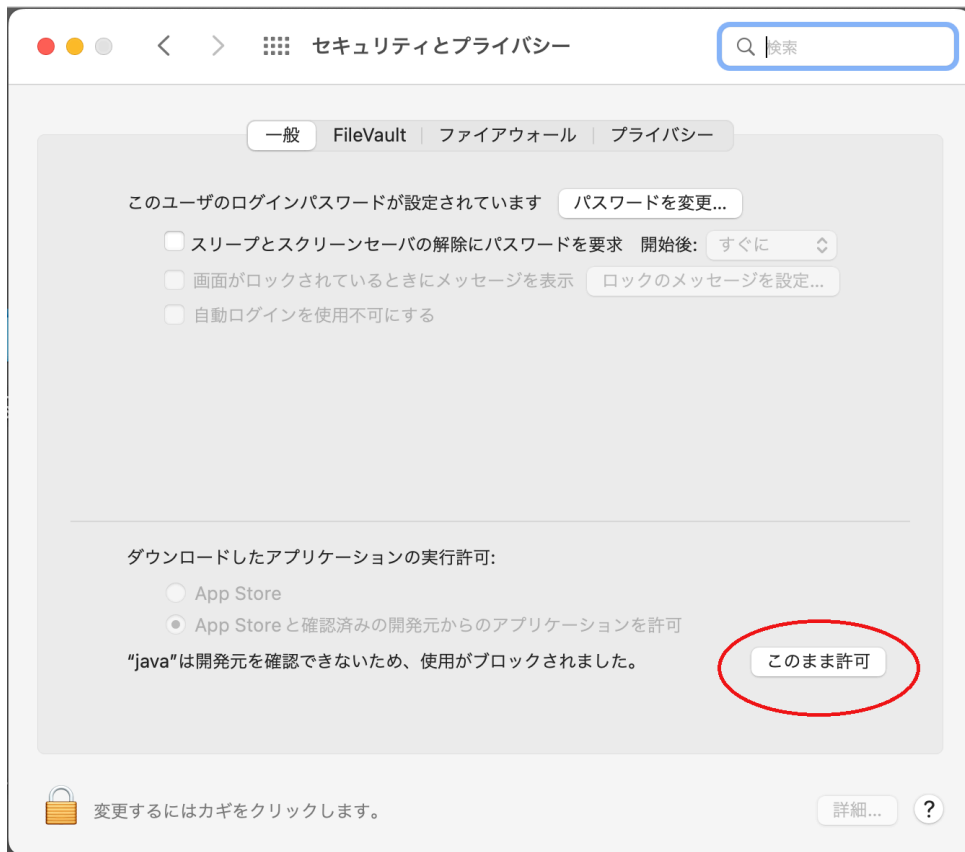 セキュリティとプライバシー
検索
一般 FileVault ファイアウォール プライバシー
このユーザのログインパスワードが設定されています パスワードを変更...
スリープとスクリーンセーバの解除にパスワードを要求 開始後: すぐに
画面がロックされているときにメッセージを表示 ロックのメッセージを設定...
自動ログインを使用不可にする
ダウンロードしたアプリケーションの実行許可:
App Store
App Storeと確認済みの開発元からのアプリケーションを許可
“java”は開発元を確認できないため、使用がブロックされました。 このまま許可
変更するにはカギをクリックします。 詳細... ?